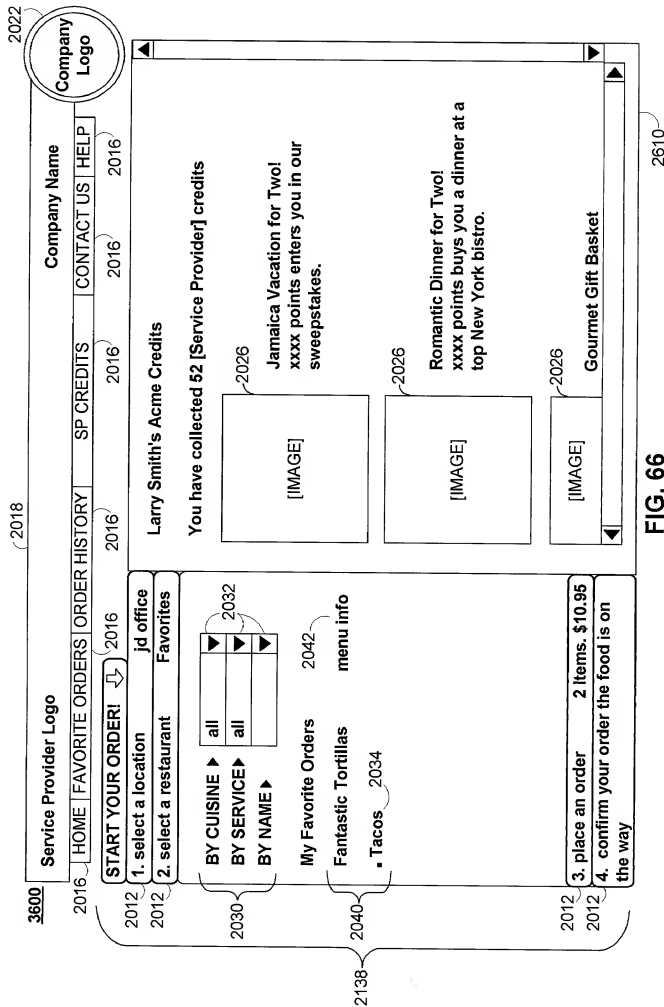 3600
2018
2022
Service Provider Logo
Company Name
Company
Logo
HOME | FAVORITE ORDERS | ORDER HISTORY
SP CREDITS
CONTACT US | HELP
2016
2016
2016
2016
2016
2016
START YOUR ORDER!
2012
1. select a location
jd office
2012
2. select a restaurant
Favorites
2030
BY CUISINE
all
BY SERVICE
all
BY NAME
2032
My Favorite Orders
2042
Fantastic Tortillas
menu info
2040
. Tacos
2034
2138
2012
3. place an order
2 Items. $10.95
2012
4. confirm your order the food is on
the way
Larry Smith's Acme Credits
You have collected 52 [Service Provider] credits
2026
[IMAGE]
Jamaica Vacation for Two!
xxxx points enters you in our
sweepstakes.
2026
[IMAGE]
Romantic Dinner for Two!
xxxx points buys you a dinner at a
top New York bistro.
2026
[IMAGE]
Gourmet Gift Basket
2610
FIG. 66